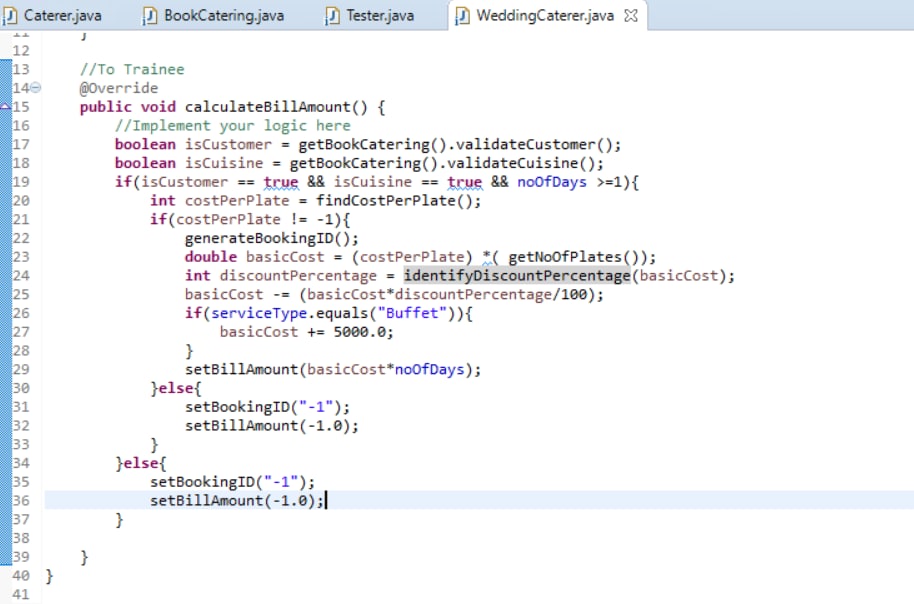 Caterer.java BookCatering.java Tester.java WeddingCaterer.java
11 }
12
13 //To Trainee
14 @Override
15 public void calculateBillAmount() {
16 //Implement your logic here
17 boolean isCustomer = getBookCatering().validateCustomer();
18 boolean isCuisine = getBookCatering().validateCuisine();
19 if(isCustomer == true && isCuisine == true && noOfDays >=1){
20 int costPerPlate = findCostPerPlate();
21 if(costPerPlate != -1){
22 generateBookingID();
23 double basicCost = (costPerPlate) *( getNoOfPlates());
24 int discountPercentage = identifyDiscountPercentage(basicCost);
25 basicCost -= (basicCost*discountPercentage/100);
26 if(serviceType.equals("Buffet")){
27 basicCost += 5000.0;
28 }
29 setBillAmount(basicCost*noOfDays);
30 }else{
31 setBookingID("-1");
32 setBillAmount(-1.0);
33 }
34 }else{
35 setBookingID("-1");
36 setBillAmount(-1.0);
37 }
38
39 }
40 }
41